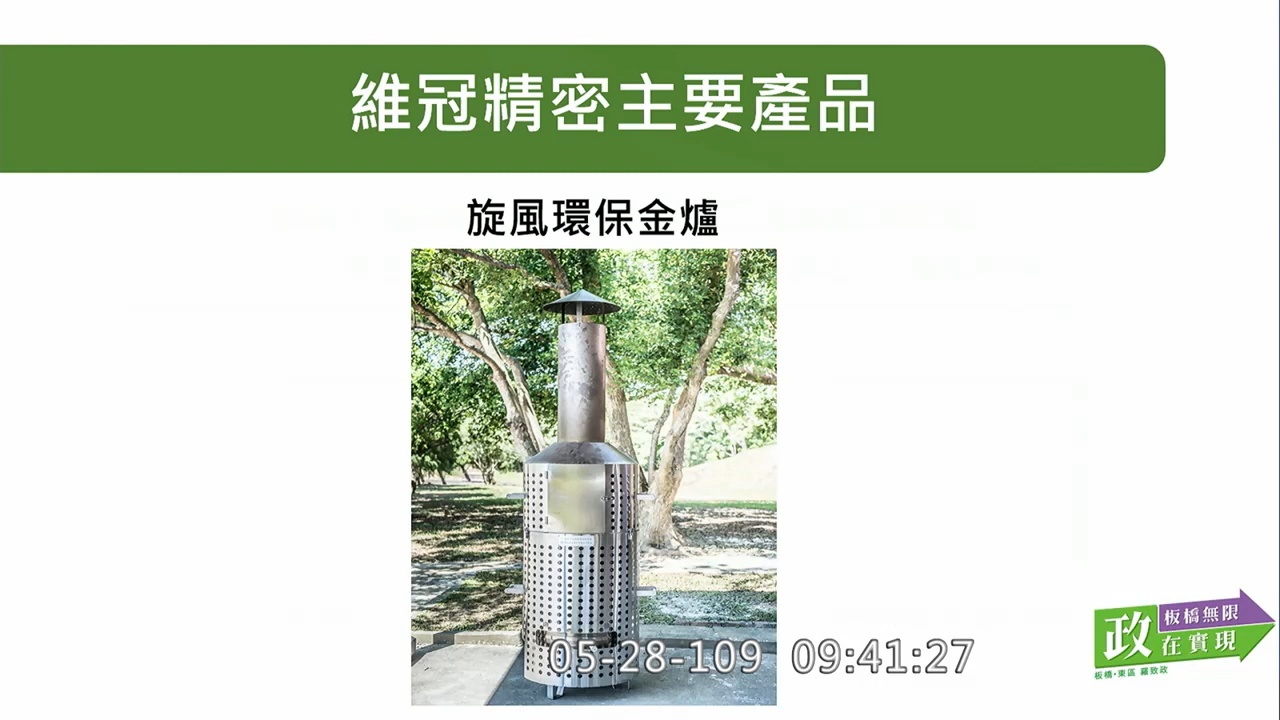 維冠精密主要產品
旋風環保金爐
05-28-109 09:41:27
政
板橋無限
在實現
板橋•東區 羅致政